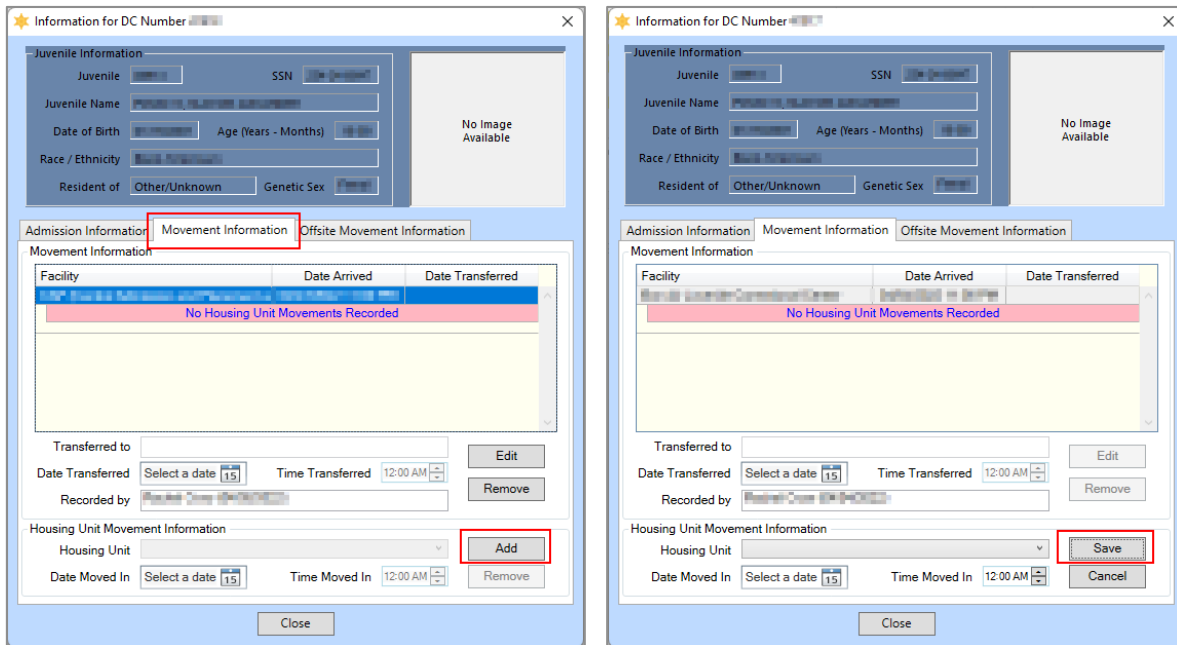 Information for DC Number
Juvenile Information
Juvenile SSN
Juvenile Name
Date of Birth Age (Years - Months)
Race / Ethnicity
Resident of Other/Unknown Genetic Sex
No Image
Available
Admission Information Movement Information Offsite Movement Information
Movement Information
Facility Date Arrived Date Transferred
No Housing Unit Movements Recorded
Transferred to
Edit
Date Transferred Select a date 15 Time Transferred 12:00 AM
Remove
Recorded by
Housing Unit Movement Information
Housing Unit Add
Date Moved In Select a date 15 Time Moved In 12:00 AM Remove
Close
Information for DC Number
Juvenile Information
Juvenile SSN
Juvenile Name
Date of Birth Age (Years - Months)
Race / Ethnicity
Resident of Other/Unknown Genetic Sex
No Image
Available
Admission Information Movement Information Offsite Movement Information
Movement Information
Facility Date Arrived Date Transferred
No Housing Unit Movements Recorded
Transferred to
Edit
Date Transferred Select a date 15 Time Transferred 12:00 AM
Remove
Recorded by
Housing Unit Movement Information
Housing Unit Save
Date Moved In Select a date 15 Time Moved In 12:00 AM Cancel
Close